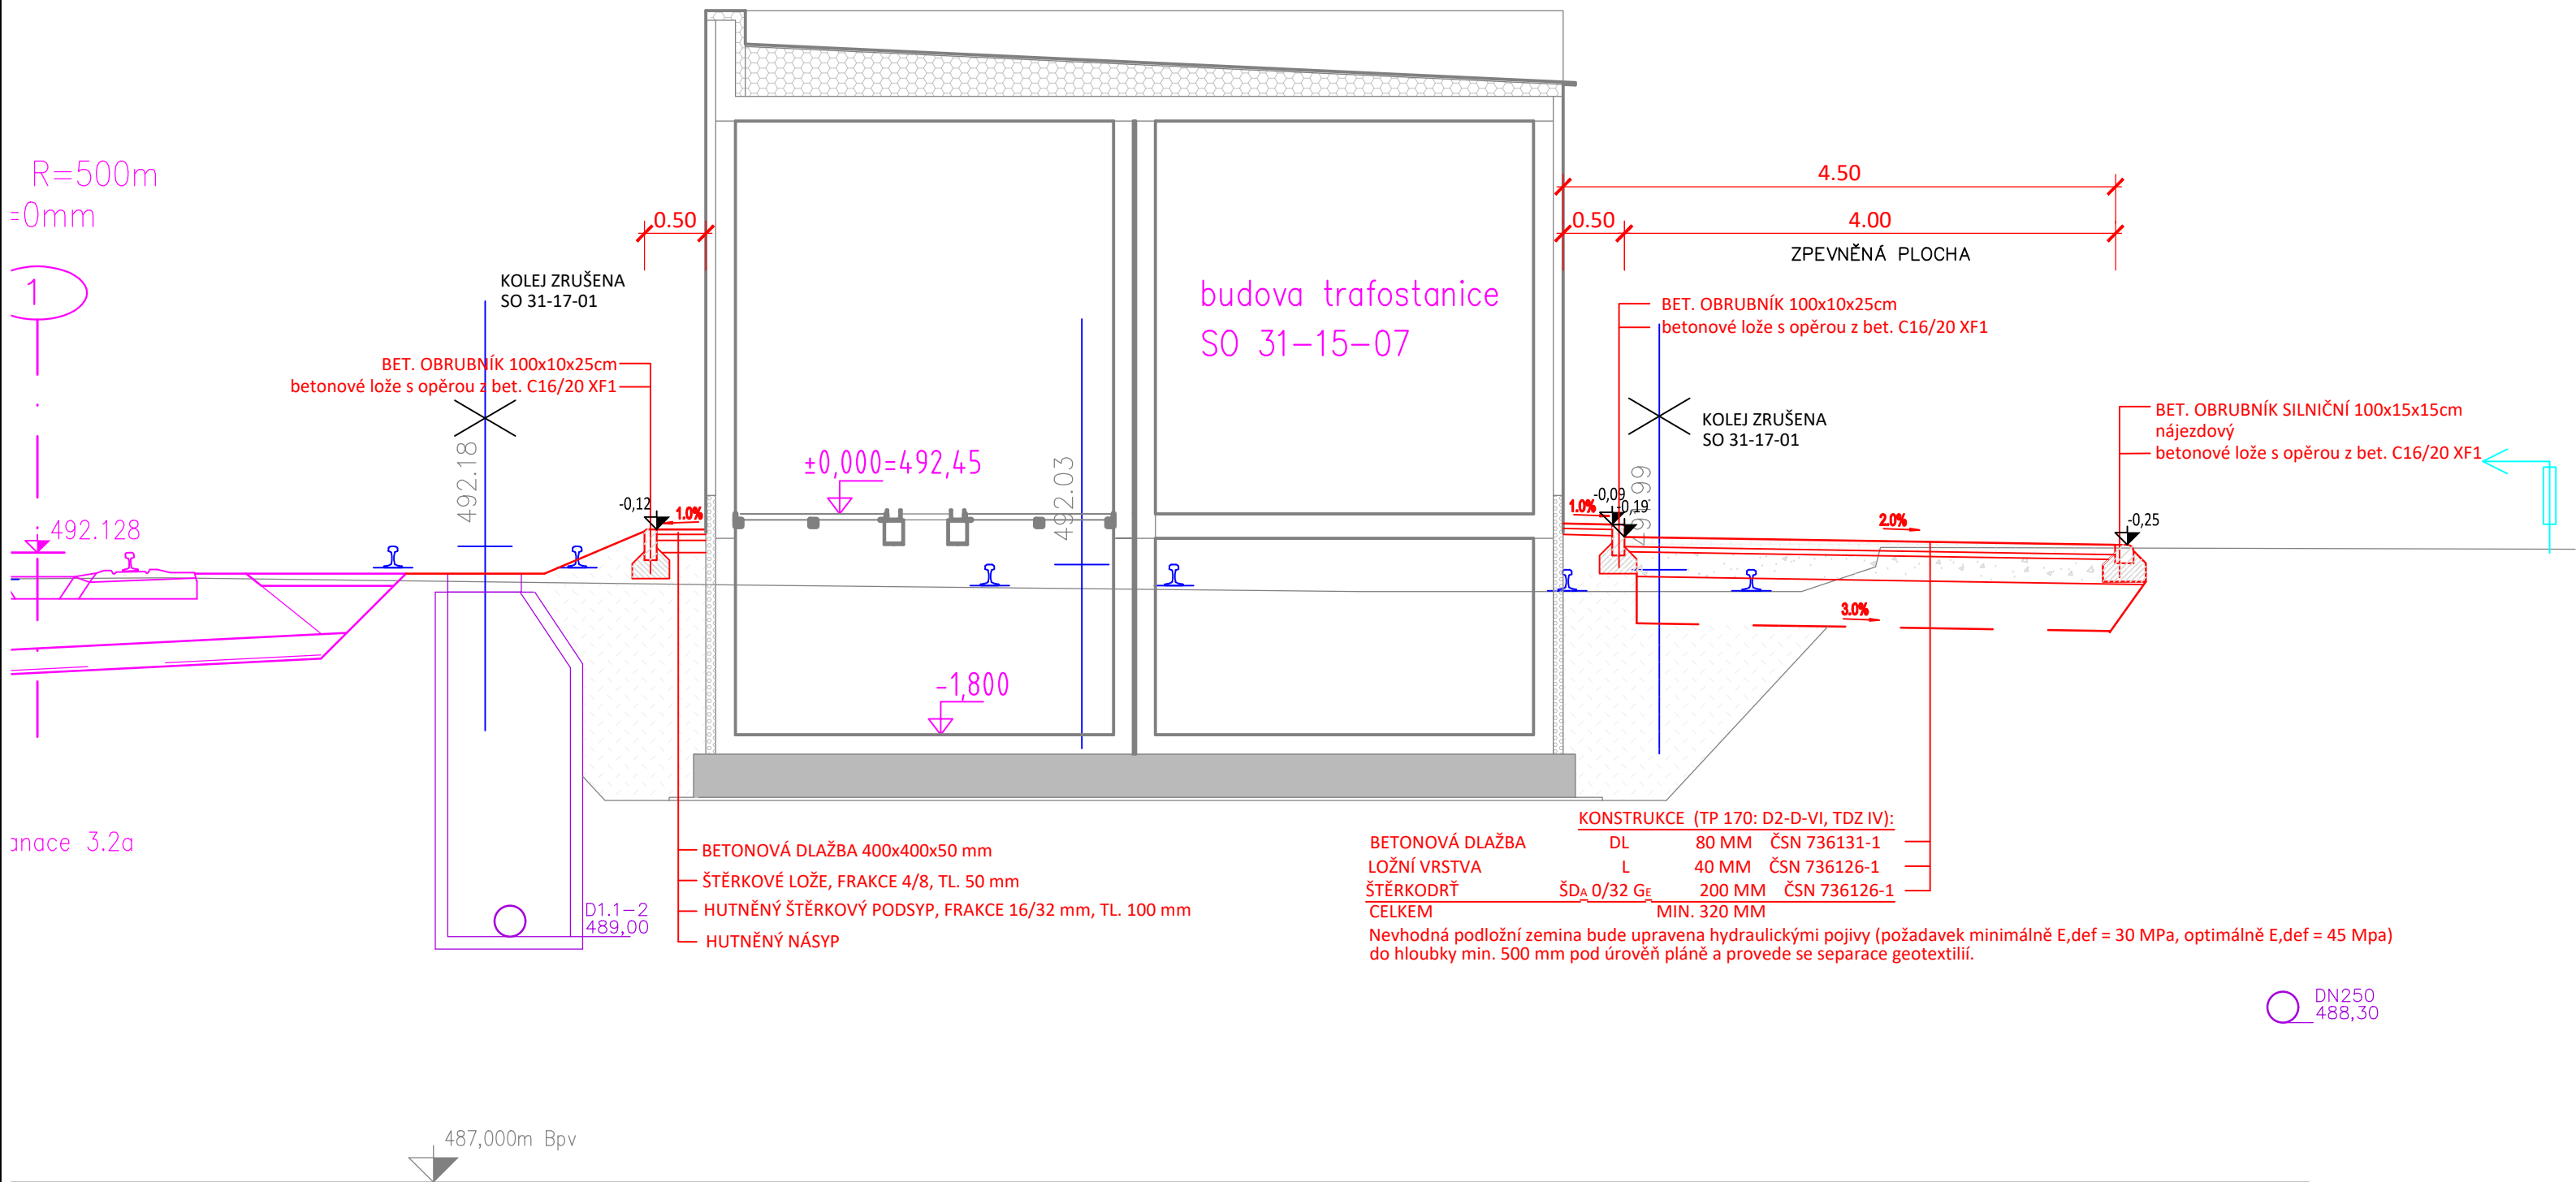 R=500m
=0mm
1
492.128
anace 3.2a
KOLEJ ZRUŠENA
SO 31-17-01
BET. OBRUBNÍK 100x10x25cm
betonové lože s opěrou z bet. C16/20 XF1
492.18
0.50
-0,12
1.0%
±0,000=492,45
492.03
-1,800
budova trafostanice
SO 31-15-07
4.50
0.50
4.00
ZPEVNĚNÁ PLOCHA
BET. OBRUBNÍK 100x10x25cm
betonové lože s opěrou z bet. C16/20 XF1
KOLEJ ZRUŠENA
SO 31-17-01
491.99
1.0%
-0,09
-0,19
2.0%
3.0%
-0,25
BET. OBRUBNÍK SILNIČNÍ 100x15x15cm
nájezdový
betonové lože s opěrou z bet. C16/20 XF1
D1.1-2
489,00
BETONOVÁ DLAŽBA 400x400x50 mm
ŠTĚRKOVÉ LOŽE, FRAKCE 4/8, TL. 50 mm
HUTNĚNÝ ŠTĚRKOVÝ PODSYP, FRAKCE 16/32 mm, TL. 100 mm
HUTNĚNÝ NÁSYP
KONSTRUKCE (TP 170: D2-D-VI, TDZ IV):
BETONOVÁ DLAŽBA DL 80 MM ČSN 736131-1
LOŽNÍ VRSTVA L 40 MM ČSN 736126-1
ŠTĚRKODRŤ ŠDA 0/32 GE 200 MM ČSN 736126-1
CELKEM MIN. 320 MM
Nevhodná podložní zemina bude upravena hydraulickými pojivy (požadavek minimálně E,def = 30 MPa, optimálně E,def = 45 Mpa)
do hloubky min. 500 mm pod úrověň pláně a provede se separace geotextilií.
DN250
488,30
487,000m Bpv